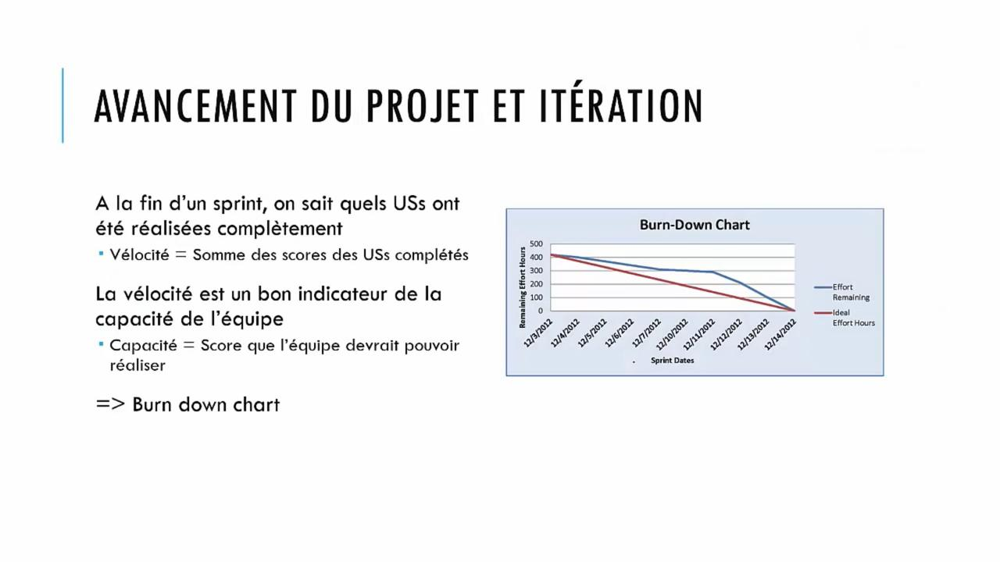 AVANCEMENT DU PROJET ET ITÉRATION
A la fin d'un sprint, on sait quels USs ont
été réalisées complètement
▪ Vélocité = Somme des scores des USs complétés
La vélocité est un bon indicateur de la
capacité de l'équipe
▪ Capacité = Score que l'équipe devrait pouvoir
réaliser
=> Burn down chart
Burn-Down Chart
Remaining Effort Hours
500
400
300
200
100
0
12/3/2012
12/4/2012
12/5/2012
12/6/2012
12/7/2012
12/10/2012
12/11/2012
12/12/2012
12/13/2012
12/14/2012
. Sprint Dates
Effort
Remaining
Ideal
Effort Hours